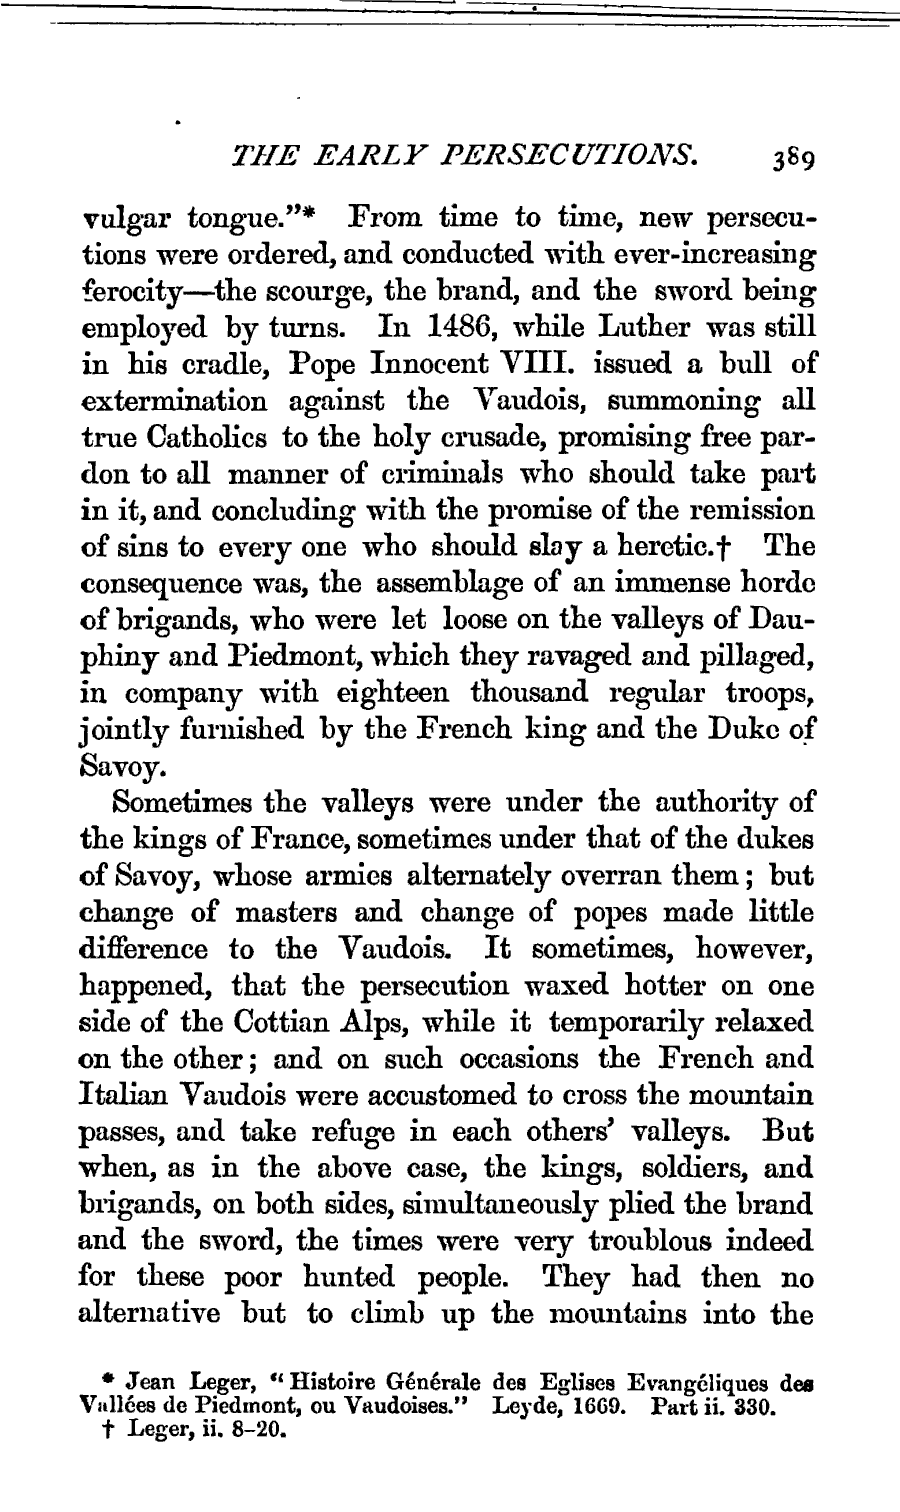 THE EARLY PERSECUTIONS. 389
vulgar tongue."* From time to time, new persecu-
tions were ordered, and conducted with ever-increasing
ferocity—the scourge, the brand, and the sword being
employed by turns. In 1486, while Luther was still
in his cradle, Pope Innocent VIII. issued a bull of
extermination against the Vaudois, summoning all
true Catholics to the holy crusade, promising free par-
don to all manner of criminals who should take part
in it, and concluding with the promise of the remission
of sins to every one who should slay a heretic.† The
consequence was, the assemblage of an immense horde
of brigands, who were let loose on the valleys of Dau-
phiny and Piedmont, which they ravaged and pillaged,
in company with eighteen thousand regular troops,
jointly furnished by the French king and the Duke of
Savoy.
Sometimes the valleys were under the authority of
the kings of France, sometimes under that of the dukes
of Savoy, whose armies alternately overran them; but
change of masters and change of popes made little
difference to the Vaudois. It sometimes, however,
happened, that the persecution waxed hotter on one
side of the Cottian Alps, while it temporarily relaxed
on the other; and on such occasions the French and
Italian Vaudois were accustomed to cross the mountain
passes, and take refuge in each others' valleys. But
when, as in the above case, the kings, soldiers, and
brigands, on both sides, simultaneously plied the brand
and the sword, the times were very troublous indeed
for these poor hunted people. They had then no
alternative but to climb up the mountains into the
* Jean Leger, "Histoire Générale des Eglises Evangéliques des
Vallées de Piedmont, ou Vaudoises." Leyde, 1669. Part ii. 330.
† Leger, ii. 8-20.